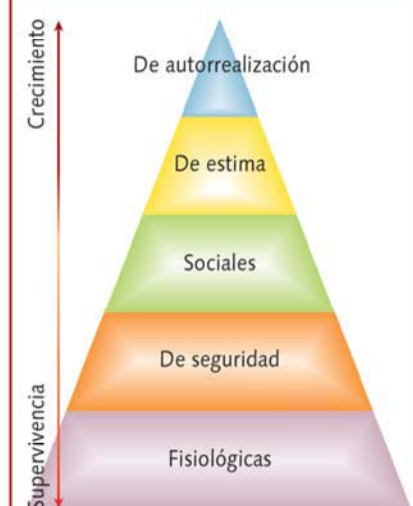 Crecimiento
De autorrealización
De estima
Sociales
De seguridad
Supervivencia
Fisiológicas